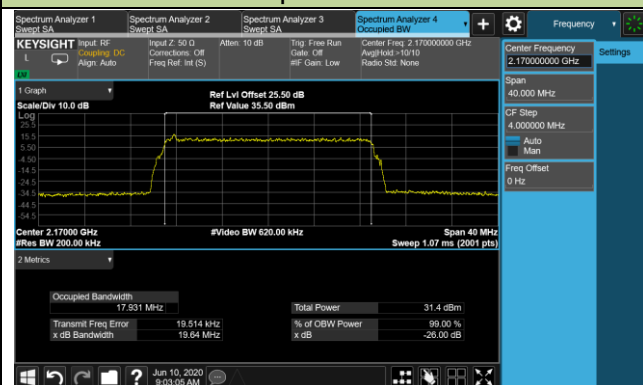 Spectrum Analyzer 1 Spectrum Analyzer 2 Spectrum Analyzer 3 Spectrum Analyzer 4 Frequency
Swept SA Swept SA Swept SA Occupied BW
KEYSIGHT Input: RF Input Z: 50 Ω Atten: 10 dB Trig: Free Run Center Freq: 2.170000000 GHz
L Coupling: DC Corrections: Off Gate: Off Avg|Hold:>10/10
Align: Auto Freq Ref: Int (S) #IF Gain: Low Radio Std: None
LXI
Center Frequency
2.170000000 GHz
Settings
Span
40.000 MHz
CF Step
4.000000 MHz
Auto
Man
Freq Offset
0 Hz
1 Graph
Ref Lvl Offset 25.50 dB
Scale/Div 10.0 dB Ref Value 35.50 dBm
Log
25.5
15.5
5.50
-4.50
-14.5
-24.5
-34.5
-44.5
-54.5
Center 2.17000 GHz #Video BW 620.00 kHz Span 40 MHz
#Res BW 200.00 kHz Sweep 1.07 ms (2001 pts)
2 Metrics
Occupied Bandwidth
17.931 MHz Total Power 31.4 dBm
Transmit Freq Error 19.514 kHz % of OBW Power 99.00 %
x dB Bandwidth 19.64 MHz x dB -26.00 dB
Jun 10, 2020
9:03:05 AM